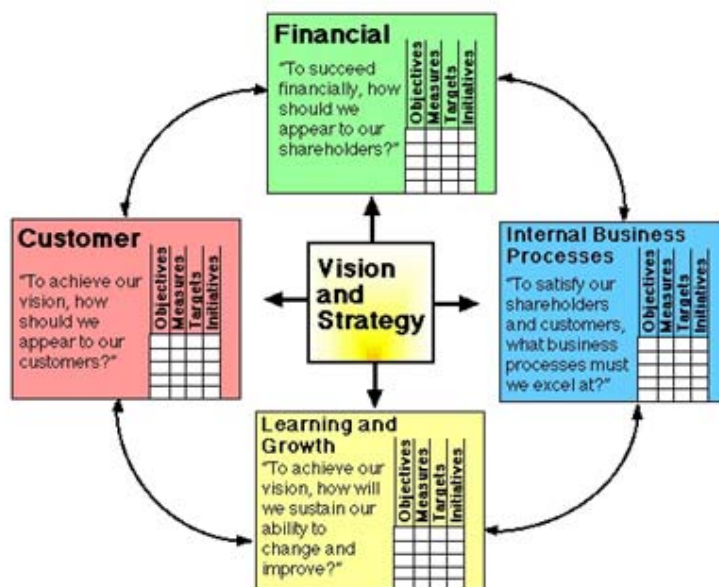 Financial
"To succeed
financially, how
should we
appear to our
shareholders?"
Objectives
Measures
Targets
Initiatives
Customer
"To achieve our
vision, how
should we
appear to our
customers?"
Objectives
Measures
Targets
Initiatives
Vision
and
Strategy
Internal Business
Processes
"To satisfy our
shareholders
and customers,
what business
processes must
we excel at?"
Objectives
Measures
Targets
Initiatives
Learning and
Growth
"To achieve our
vision, how will
we sustain our
ability to
change and
improve?"
Objectives
Measures
Targets
Initiatives